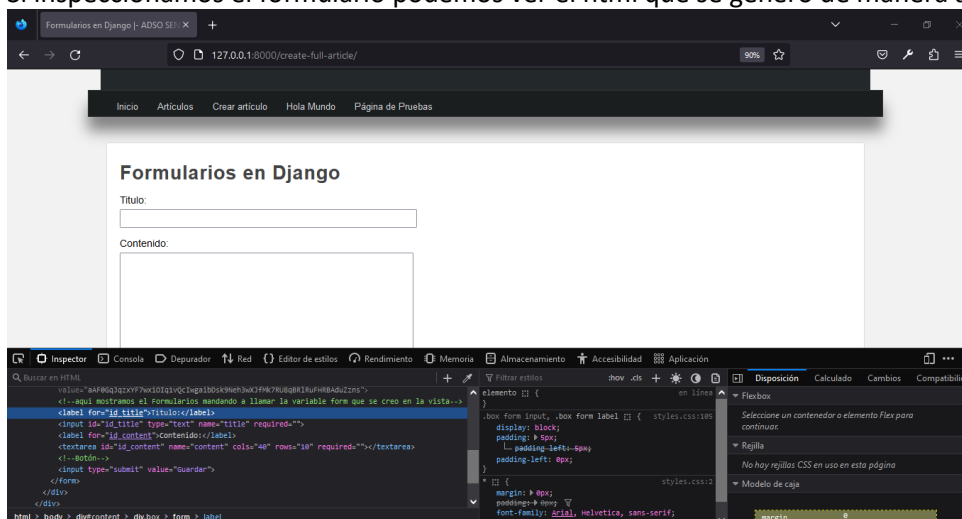 Formularios en Django |- ADSO SEN
127.0.0.1:8000/create-full-article/
90%
Inicio Artículos Crear artículo Hola Mundo Página de Pruebas
Formularios en Django
Titulo:
Contenido:
Inspector Consola Depurador Red Editor de estilos Rendimiento Memoria Almacenamiento Accesibilidad Aplicación
Buscar en HTML
<!--aqui mostramos el Formularios mandando a llamar la variable form que se creo en la vista-->
<label for="id_title">Titulo:</label>
<input id="id_title" type="text" name="title" required="">
<label for="id_content">Contenido:</label>
<textarea id="id_content" name="content" cols="40" rows="10" required=""></textarea>
<!--Botón-->
<input type="submit" value="Guardar">
</form>
</div>
</div>
html > body > div#content > div.box > form > label
Filtrar estilos :hov .cls
elemento { en línea
}
.box form input, .box form label { styles.css:105
display: block;
padding: 5px;
padding-left: 5px;
padding-left: 0px;
}
* { styles.css:2
margin: 0px;
padding: 0px;
font-family: Arial, Helvetica, sans-serif;
Disposición Calculado Cambios Compatibili
Flexbox
Seleccione un contenedor o elemento Flex para
continuar.
Rejilla
No hay rejillas CSS en uso en esta página
Modelo de caja
margin 0